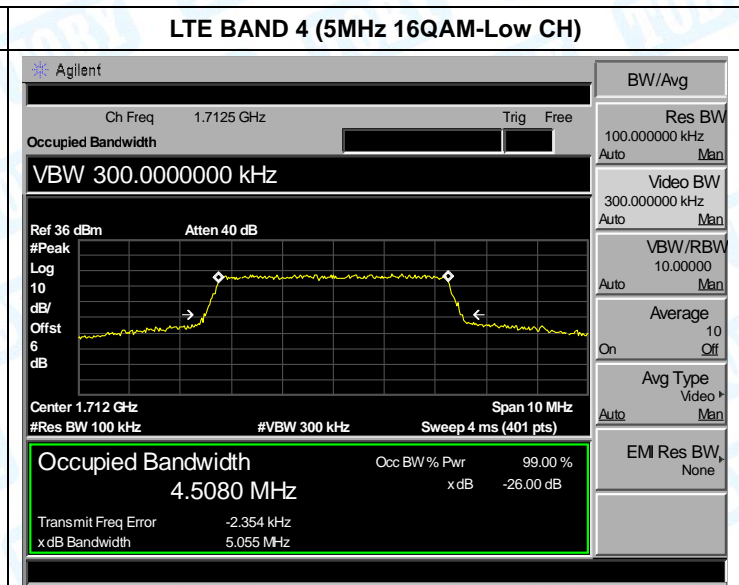 LTE BAND 4 (5MHz 16QAM-Low CH)
Agilent
BW/Avg
Ch Freq 1.7125 GHz Trig Free
Occupied Bandwidth
VBW 300.0000000 kHz
Ref 36 dBm Atten 40 dB
#Peak
Log
10
dB/
Offst
6
dB
Center 1.712 GHz Span 10 MHz
#Res BW 100 kHz #VBW 300 kHz Sweep 4 ms (401 pts)
Occupied Bandwidth Occ BW % Pwr 99.00 %
4.5080 MHz x dB -26.00 dB
Transmit Freq Error -2.354 kHz
x dB Bandwidth 5.055 MHz
Res BW
100.000000 kHz
Auto Man
Video BW
300.000000 kHz
Auto Man
VBW/RBW
10.00000
Auto Man
Average
10
On Off
Avg Type
Video
Auto Man
EMI Res BW
None